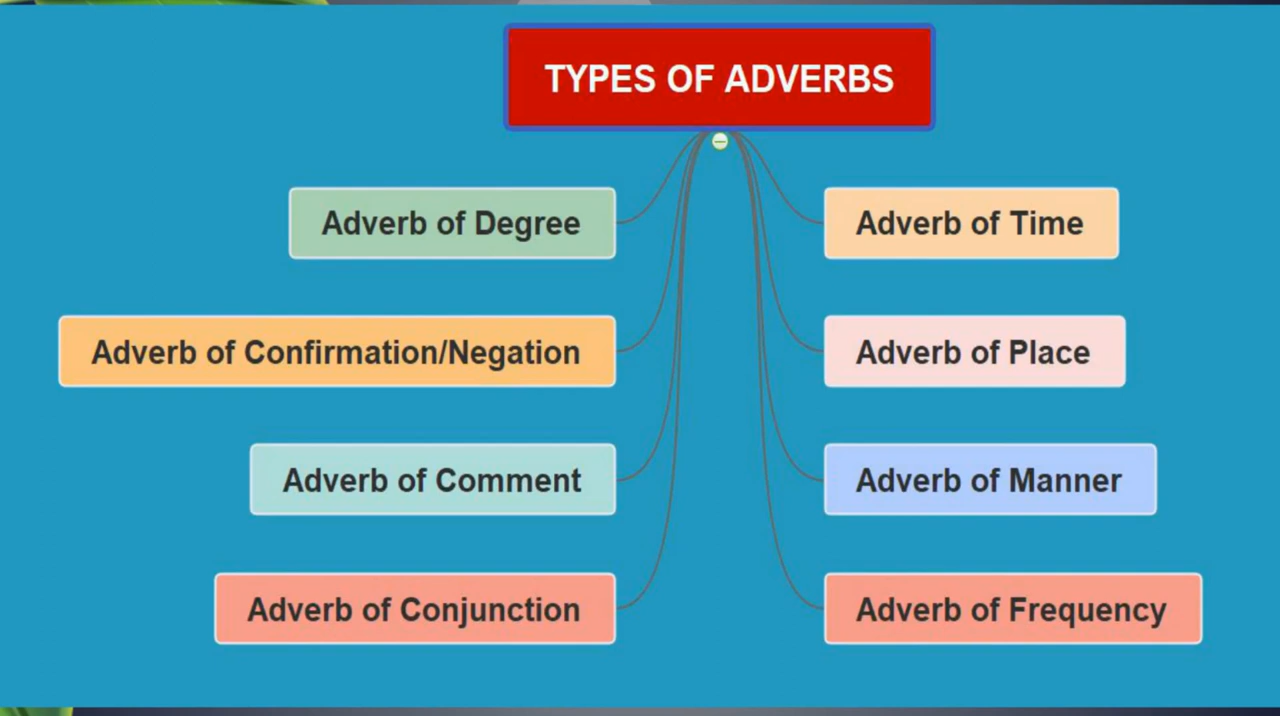 TYPES OF ADVERBS
Adverb of Degree
Adverb of Time
Adverb of Confirmation/Negation
Adverb of Place
Adverb of Comment
Adverb of Manner
Adverb of Conjunction
Adverb of Frequency